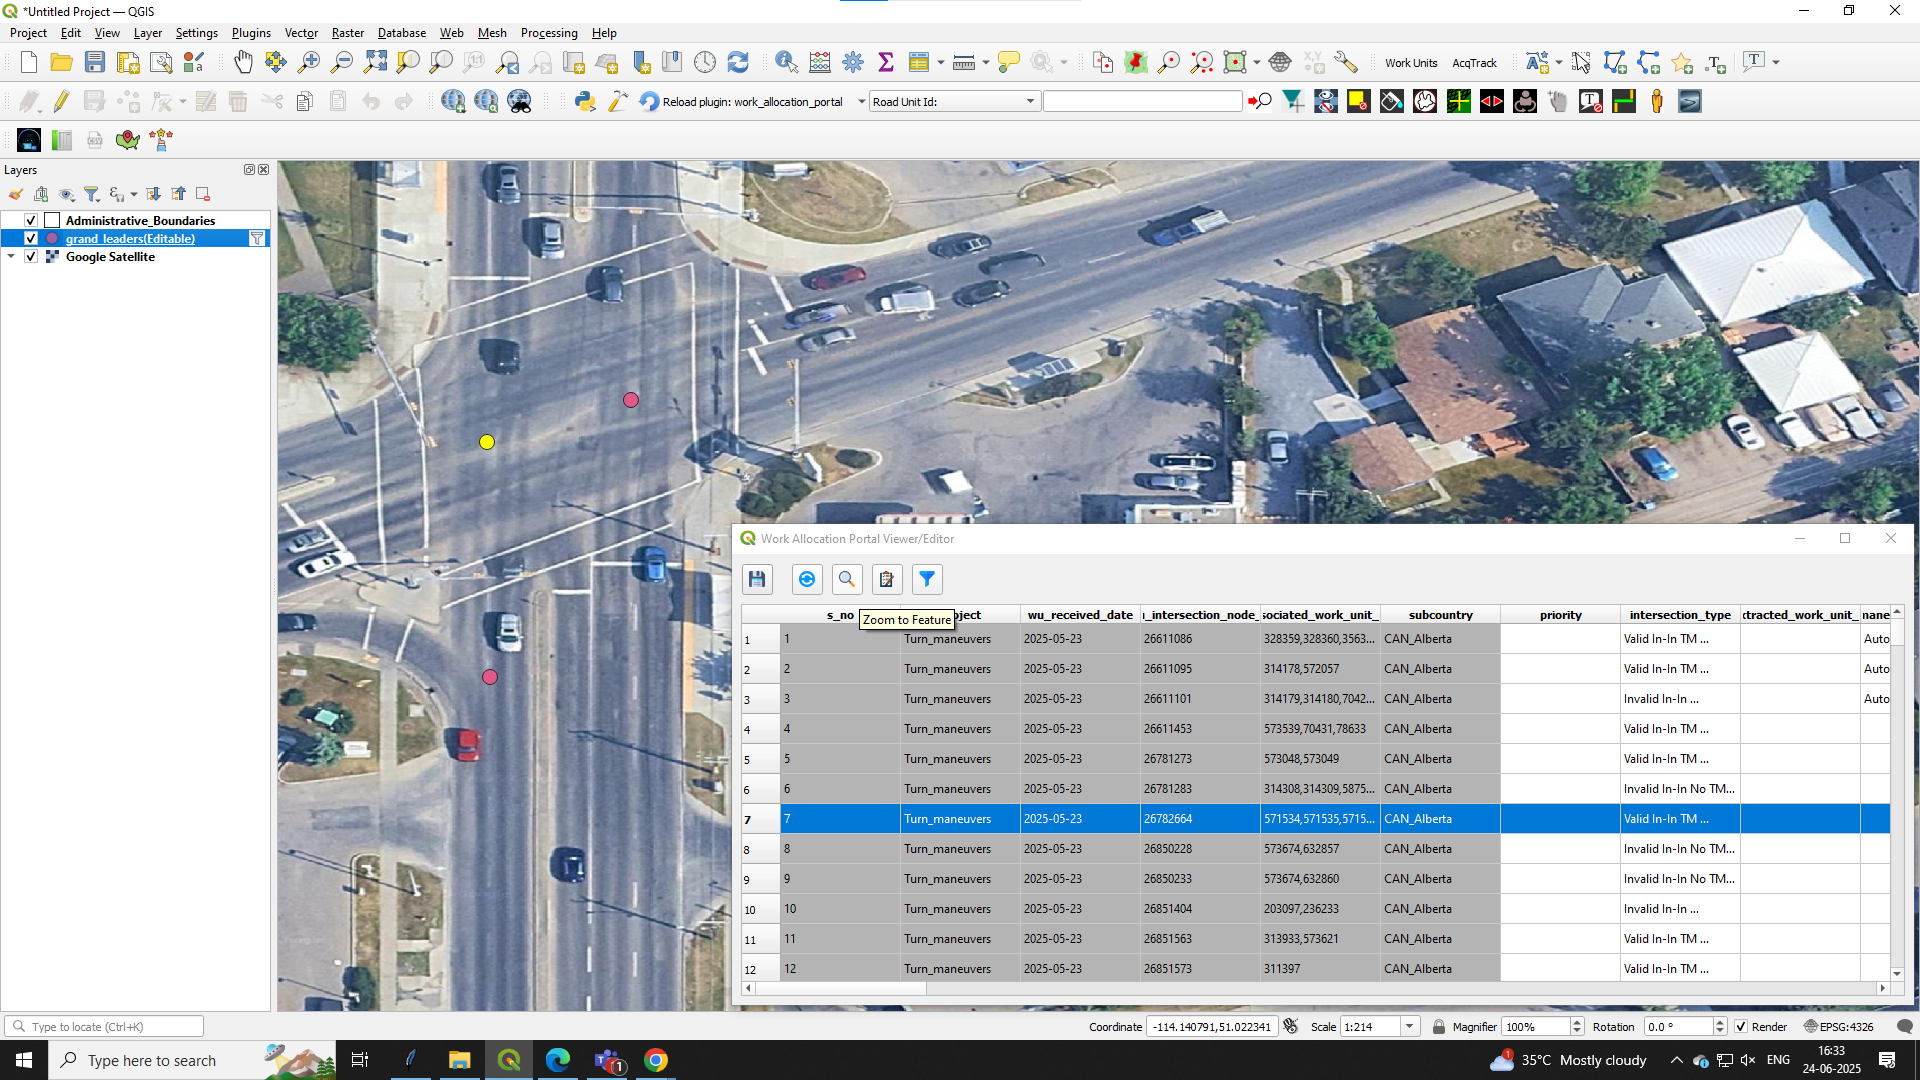 *Untitled Project — QGIS
Project Edit View Layer Settings Plugins Vector Raster Database Web Mesh Processing Help
Work Units AcqTrack
Reload plugin: work_allocation_portal Road Unit Id:
Layers
Administrative_Boundaries
grand_leaders(Editable)
Google Satellite
Work Allocation Portal Viewer/Editor
Zoom to Feature
s_no oject wu_received_date ı_intersection_node_ sociated_work_unit_ subcountry priority intersection_type ctracted_work_unit_ mane
1 1 Turn_maneuvers 2025-05-23 26611086 328359,328360,3563... CAN_Alberta Valid In-In TM ... Auto
2 2 Turn_maneuvers 2025-05-23 26611095 314178,572057 CAN_Alberta Valid In-In TM ... Auto
3 3 Turn_maneuvers 2025-05-23 26611101 314179,314180,7042... CAN_Alberta Invalid In-In ... Auto
4 4 Turn_maneuvers 2025-05-23 26611453 573539,70431,78633 CAN_Alberta Valid In-In TM ...
5 5 Turn_maneuvers 2025-05-23 26781273 573048,573049 CAN_Alberta Valid In-In TM ...
6 6 Turn_maneuvers 2025-05-23 26781283 314308,314309,5875... CAN_Alberta Invalid In-In No TM...
7 7 Turn_maneuvers 2025-05-23 26782664 571534,571535,5715... CAN_Alberta Valid In-In TM ...
8 8 Turn_maneuvers 2025-05-23 26850228 573674,632857 CAN_Alberta Invalid In-In No TM...
9 9 Turn_maneuvers 2025-05-23 26850233 573674,632860 CAN_Alberta Invalid In-In No TM...
10 10 Turn_maneuvers 2025-05-23 26851404 203097,236233 CAN_Alberta Invalid In-In ...
11 11 Turn_maneuvers 2025-05-23 26851563 313933,573621 CAN_Alberta Valid In-In TM ...
12 12 Turn_maneuvers 2025-05-23 26851573 311397 CAN_Alberta Valid In-In TM ...
Type to locate (Ctrl+K) Coordinate -114.140791,51.022341 Scale 1:214 Magnifier 100% Rotation 0.0 ° Render EPSG:4326
Type here to search 1 1 35°C Mostly cloudy ENG 16:33
24-06-2025